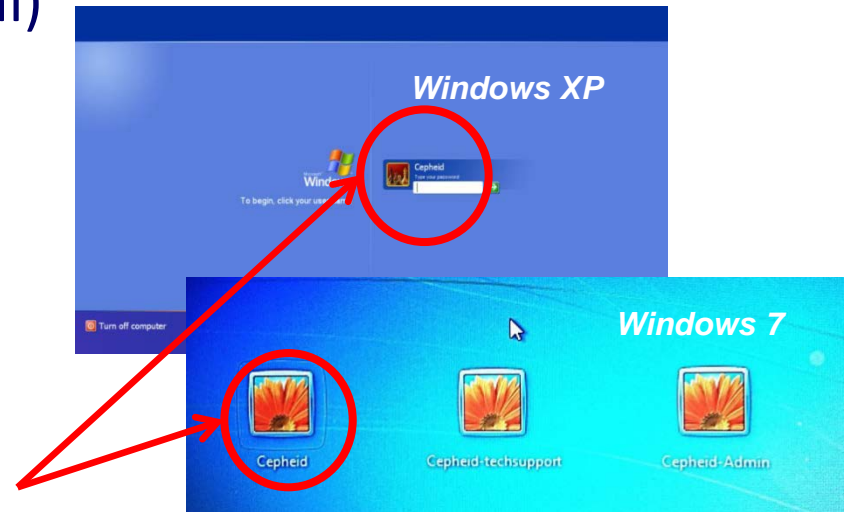 Windows XP
Cepheid
Type your password
To begin, click your user
Turn off computer
Windows 7
Cepheid
Cepheid-techsupport
Cepheid-Admin